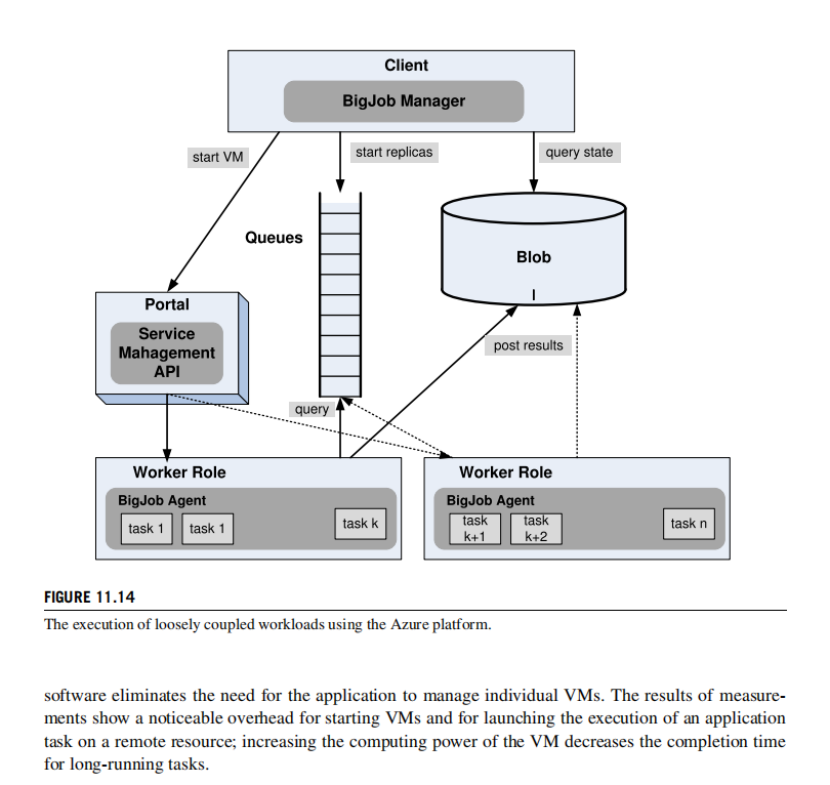 Client
BigJob Manager
start VM
start replicas
query state
Queues
Blob
Portal
Service
Mahagement
API
post results
query
Worker Role
BigJob Agent
task 1
task 1
task k
Worker Role
BigJob Agent
task
k+1
task
k+2
task n
FIGURE 11.14
The execution of loosely coupled workloads using the Azure platform.
software eliminates the need for the application to manage individual VMs. The results of measure-
ments show a noticeable overhead for starting VMs and for launching the execution of an application
task on a remote resource; increasing the computing power of the VM decreases the completion time
for long-running tasks.